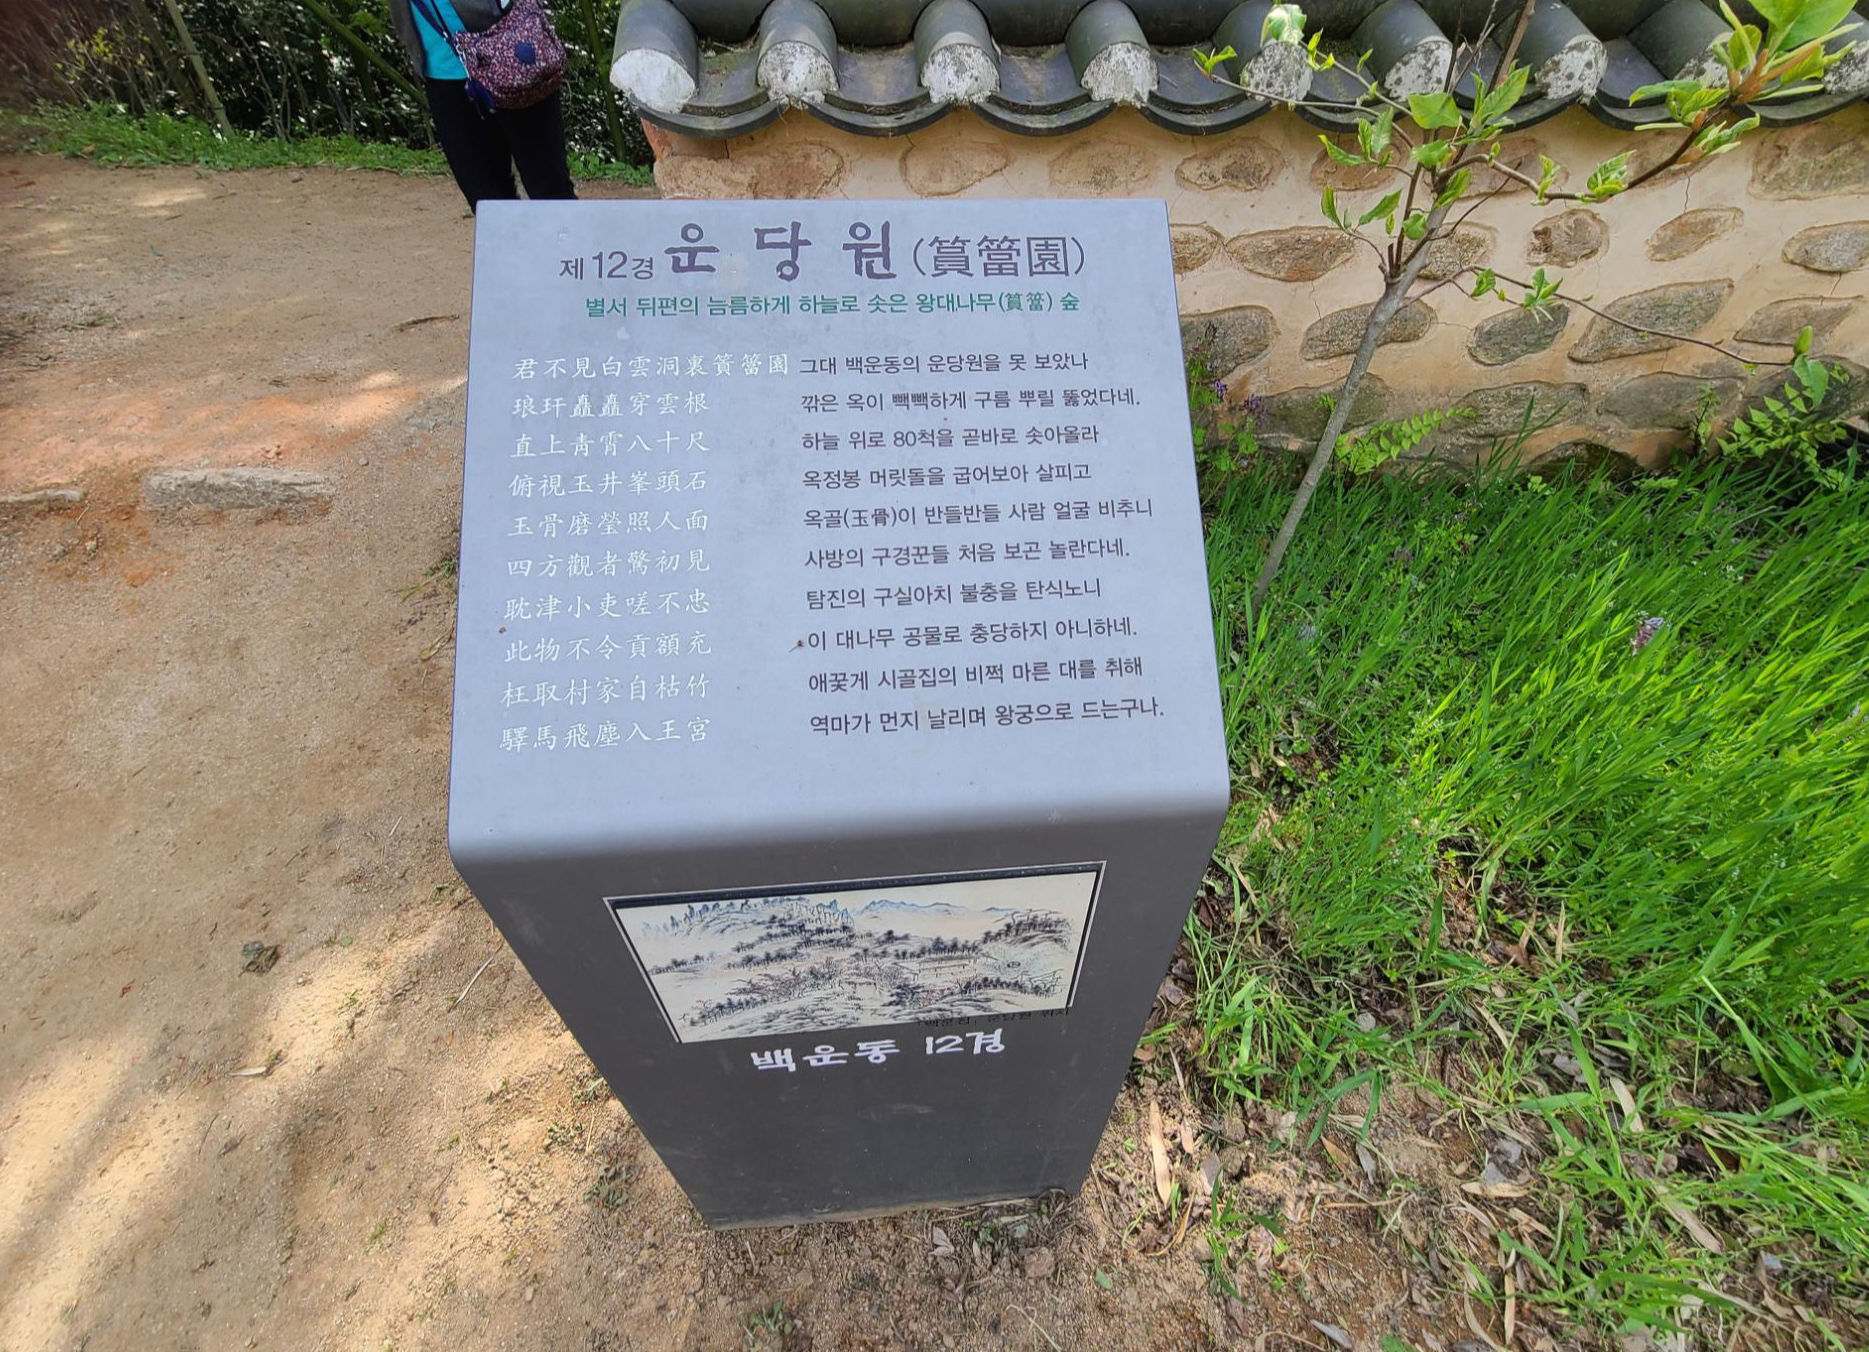 제12경 운당원(篔簹園)
별서 뒤편의 늠름하게 하늘로 솟은 왕대나무(篔簹) 숲
君不見白雲洞裏篔簹園 그대 백운동의 운당원을 못 보았나
琅玕矗矗穿雲根 깎은 옥이 빽빽하게 구름 뿌릴 뚫었다네.
直上靑霄八十尺 하늘 위로 80척을 곧바로 솟아올라
俯視玉井峯頭石 옥정봉 머릿돌을 굽어보아 살피고
玉骨磨瑩照人面 옥골(玉骨)이 반들반들 사람 얼굴 비추니
四方觀者驚初見 사방의 구경꾼들 처음 보곤 놀란다네.
耽津小吏嗟不忠 탐진의 구실아치 불충을 탄식노니
此物不令貢額充 이 대나무 공물로 충당하지 아니하네.
枉取村家自枯竹 애꿎게 시골집의 비쩍 마른 대를 취해
驛馬飛塵入王宮 역마가 먼지 날리며 왕궁으로 드는구나.
백운동 12경